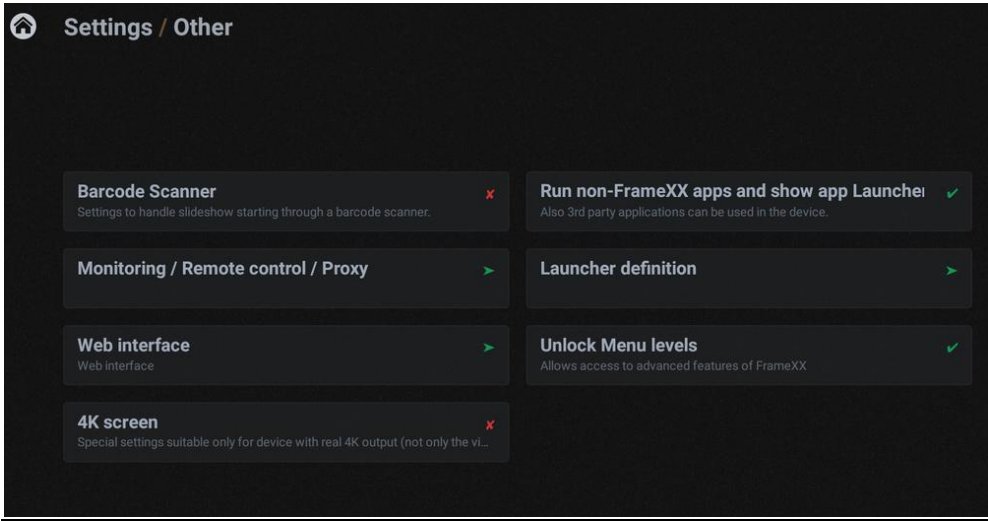 Settings / Other
Barcode Scanner
Settings to handle slideshow starting through a barcode scanner.
Run non-FrameXX apps and show app Launcher
Also 3rd party applications can be used in the device.
Monitoring / Remote control / Proxy
Launcher definition
Web interface
Web interface
Unlock Menu levels
Allows access to advanced features of FrameXX
4K screen
Special settings suitable only for device with real 4K output (not only the vi...